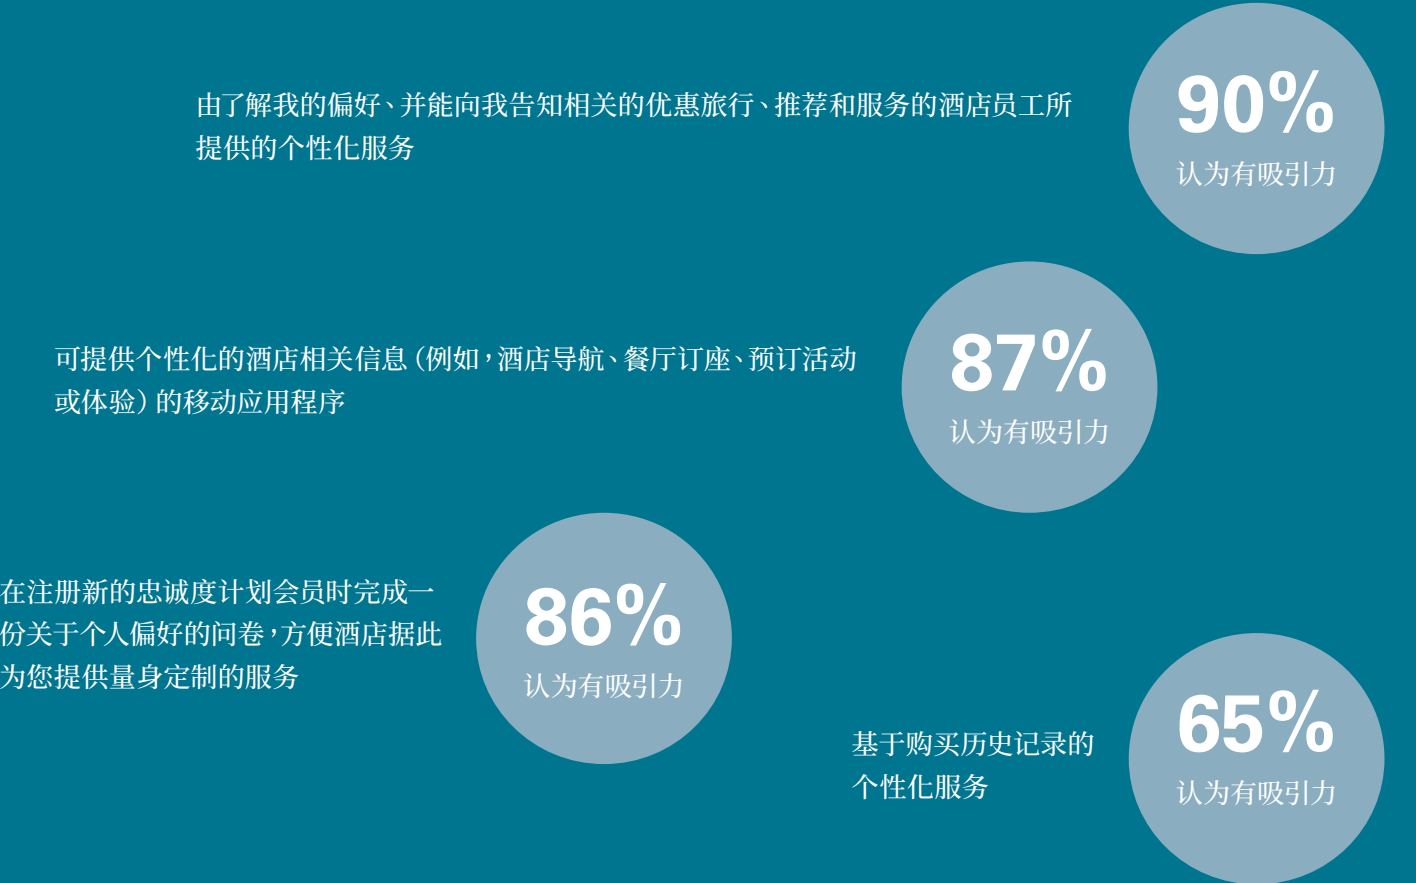 由了解我的偏好、并能向我告知相关的优惠旅行、推荐和服务的酒店员工所
提供的个性化服务
90%
认为有吸引力
可提供个性化的酒店相关信息（例如，酒店导航、餐厅订座、预订活动
或体验）的移动应用程序
87%
认为有吸引力
在注册新的忠诚度计划会员时完成一
份关于个人偏好的问卷，方便酒店据此
为您提供量身定制的服务
86%
认为有吸引力
基于购买历史记录的
个性化服务
65%
认为有吸引力